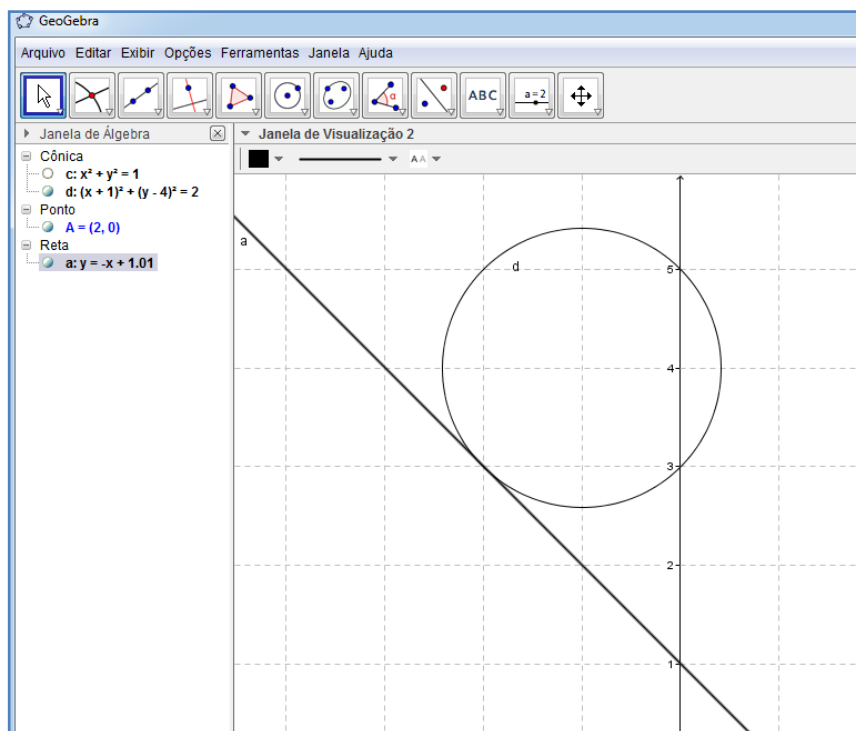 GeoGebra
Arquivo Editar Exibir Opções Ferramentas Janela Ajuda
α ABC a = 2
Janela de Álgebra
Janela de Visualização 2
Cônica
c: x² + y² = 1
d: (x + 1)² + (y - 4)² = 2
Ponto
A = (2, 0)
Reta
a: y = -x + 1.01
A A
a
d
5
4
3
2
1